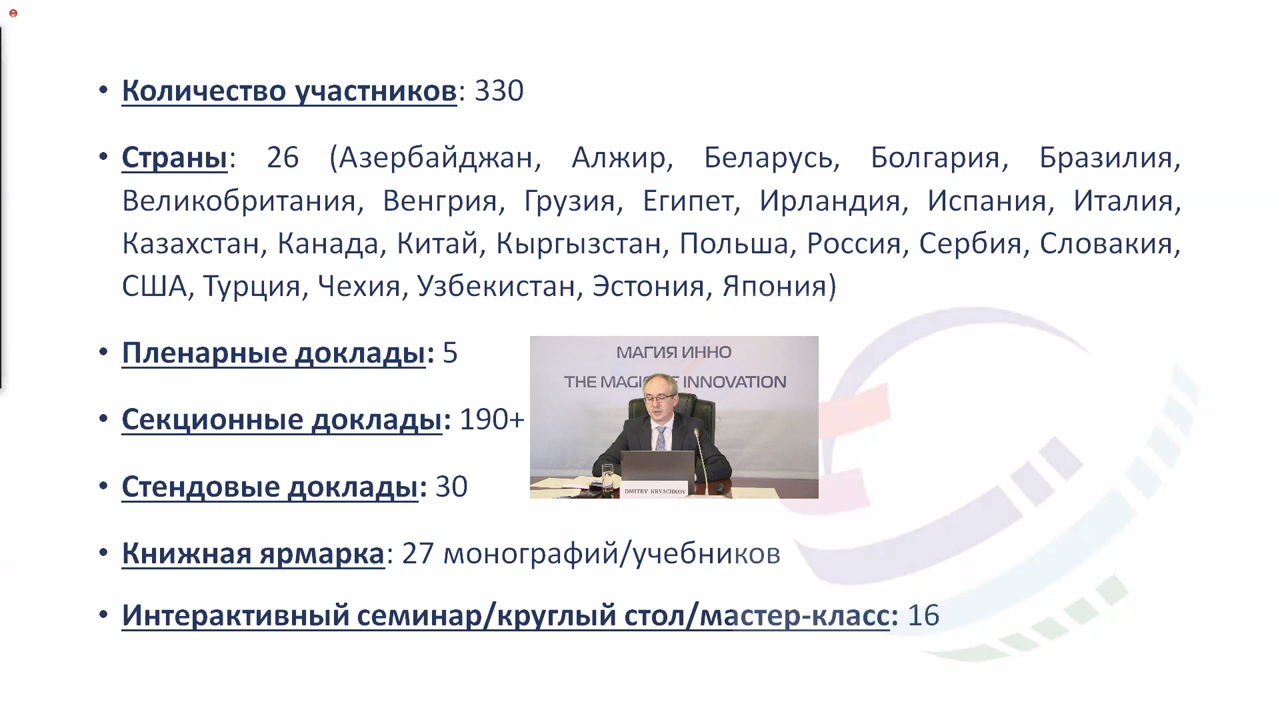 • Количество участников: 330
• Страны: 26 (Азербайджан, Алжир, Беларусь, Болгария, Бразилия,
Великобритания, Венгрия, Грузия, Египет, Ирландия, Испания, Италия,
Казахстан, Канада, Китай, Кыргызстан, Польша, Россия, Сербия, Словакия,
США, Турция, Чехия, Узбекистан, Эстония, Япония)
• Пленарные доклады: 5
МАГИЯ ИННО
THE MAGIC INNOVATION
• Секционные доклады: 190+
• Стендовые доклады: 30
DMITRY KRYACHKOV
• Книжная ярмарка: 27 монографий/учебников
• Интерактивный семинар/круглый стол/мастер-класс: 16